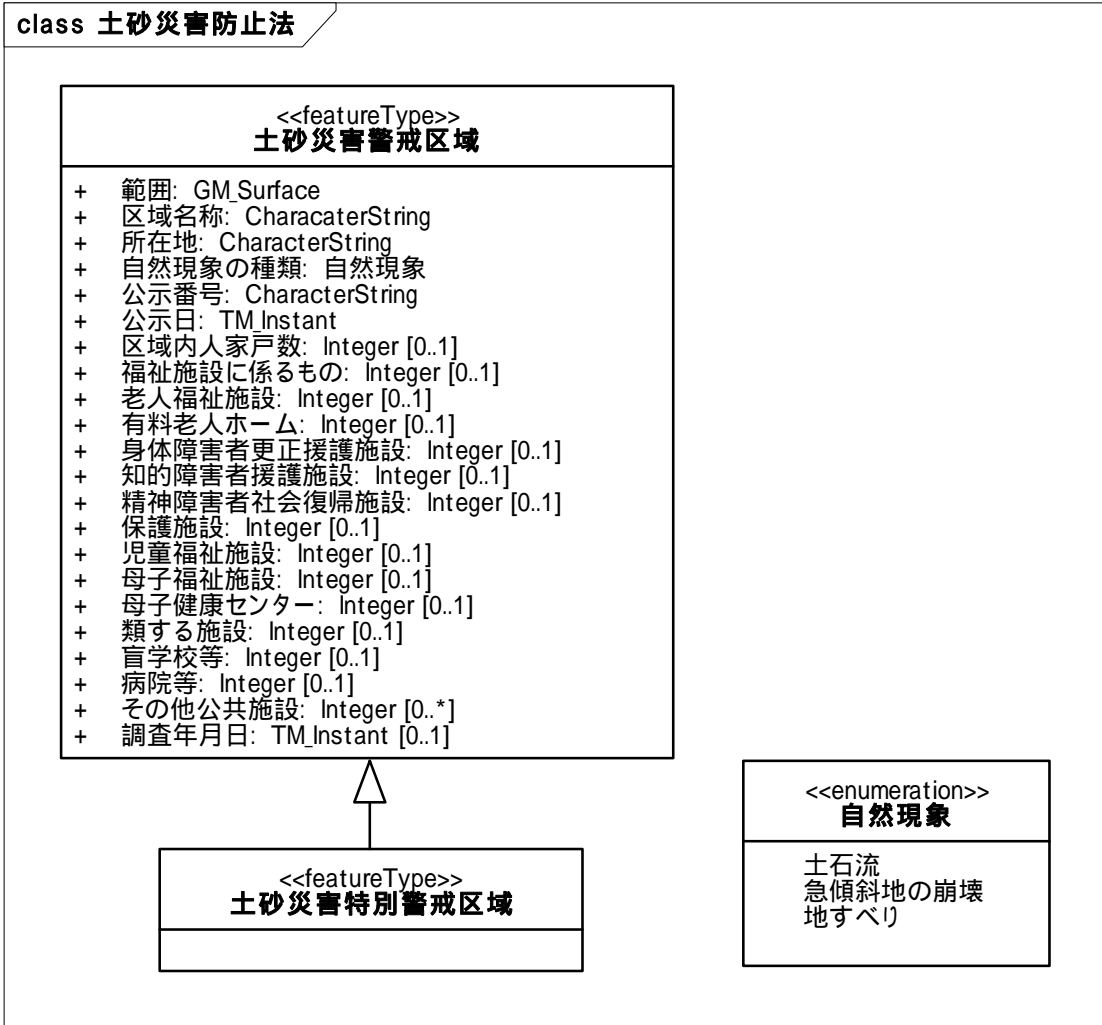 class 土砂災害防止法
<<featureType>>
土砂災害警戒区域
+ 範囲: GM_Surface
+ 区域名称: CharacaterString
+ 所在地: CharacterString
+ 自然現象の種類: 自然現象
+ 公示番号: CharacterString
+ 公示日: TM_Instant
+ 区域内人家戸数: Integer [0..1]
+ 福祉施設に係るもの: Integer [0..1]
+ 老人福祉施設: Integer [0..1]
+ 有料老人ホーム: Integer [0..1]
+ 身体障害者更正援護施設: Integer [0..1]
+ 知的障害者援護施設: Integer [0..1]
+ 精神障害者社会復帰施設: Integer [0..1]
+ 保護施設: Integer [0..1]
+ 児童福祉施設: Integer [0..1]
+ 母子福祉施設: Integer [0..1]
+ 母子健康センター: Integer [0..1]
+ 類する施設: Integer [0..1]
+ 盲学校等: Integer [0..1]
+ 病院等: Integer [0..1]
+ その他公共施設: Integer [0..*]
+ 調査年月日: TM_Instant [0..1]
<<featureType>>
土砂災害特別警戒区域
<<enumeration>>
自然現象
土石流
急傾斜地の崩壊
地すべり